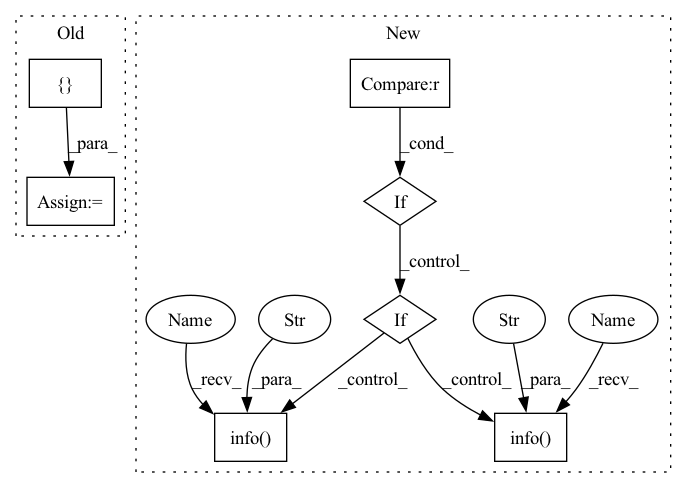 Old
New
{}
Compare:r
_para_
_cond_
Assign:=
If
_control_
Name
Str
If
Str
Name
_recv_
_para_
_control_
_control_
_para_
_recv_
info()
info()